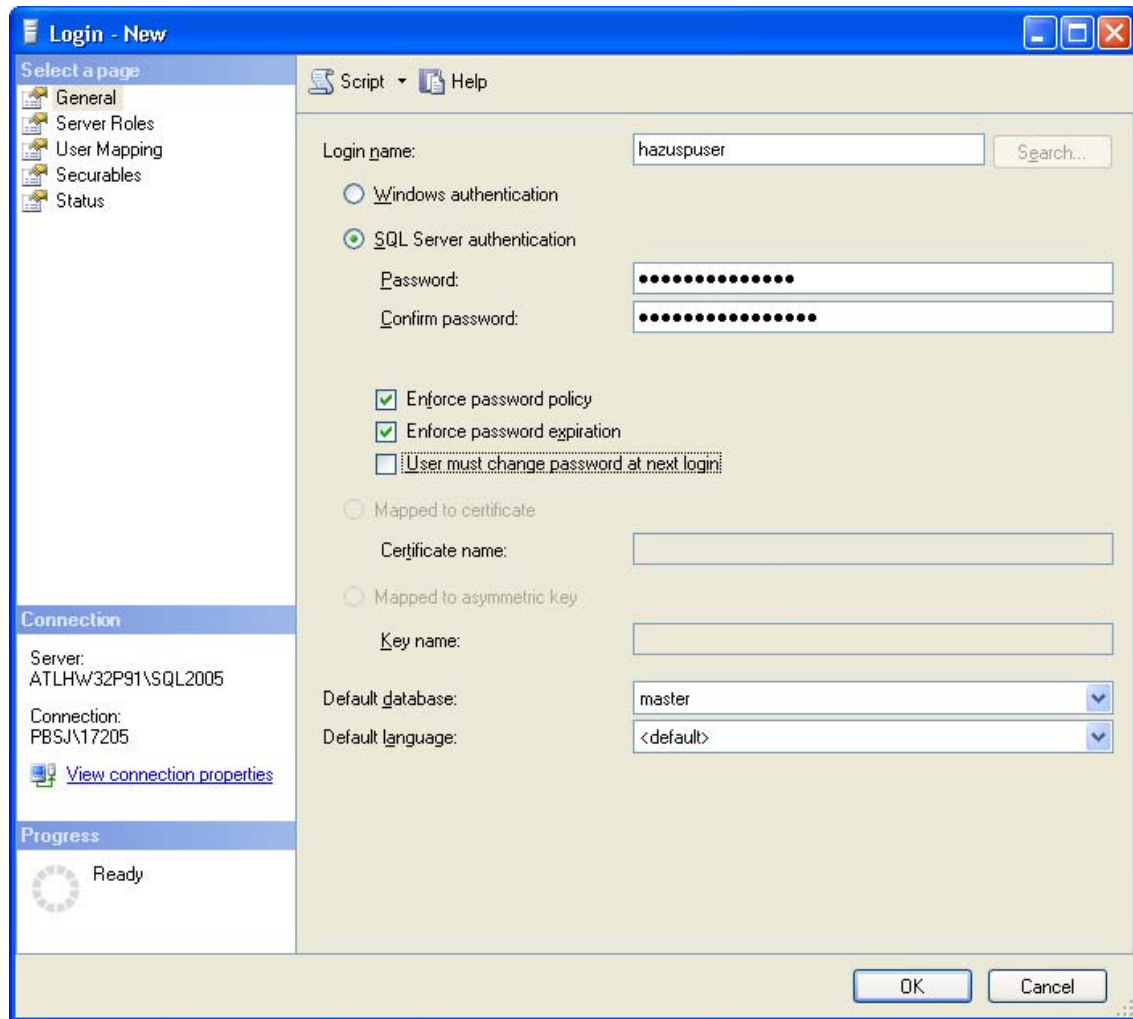 Login - New
Select a page
General
Server Roles
User Mapping
Securables
Status
Connection
Server:
ATLHW32P91\SQL2005
Connection:
PBSJ\17205
View connection properties
Progress
Ready
Script
Help
Login name:
hazuspuser
Search...
Windows authentication
SQL Server authentication
Password:
●●●●●●●●●●●●●●
Confirm password:
●●●●●●●●●●●●●●●●
Enforce password policy
Enforce password expiration
User must change password at next login
Mapped to certificate
Certificate name:
Mapped to asymmetric key
Key name:
Default database:
master
Default language:
<default>
OK
Cancel